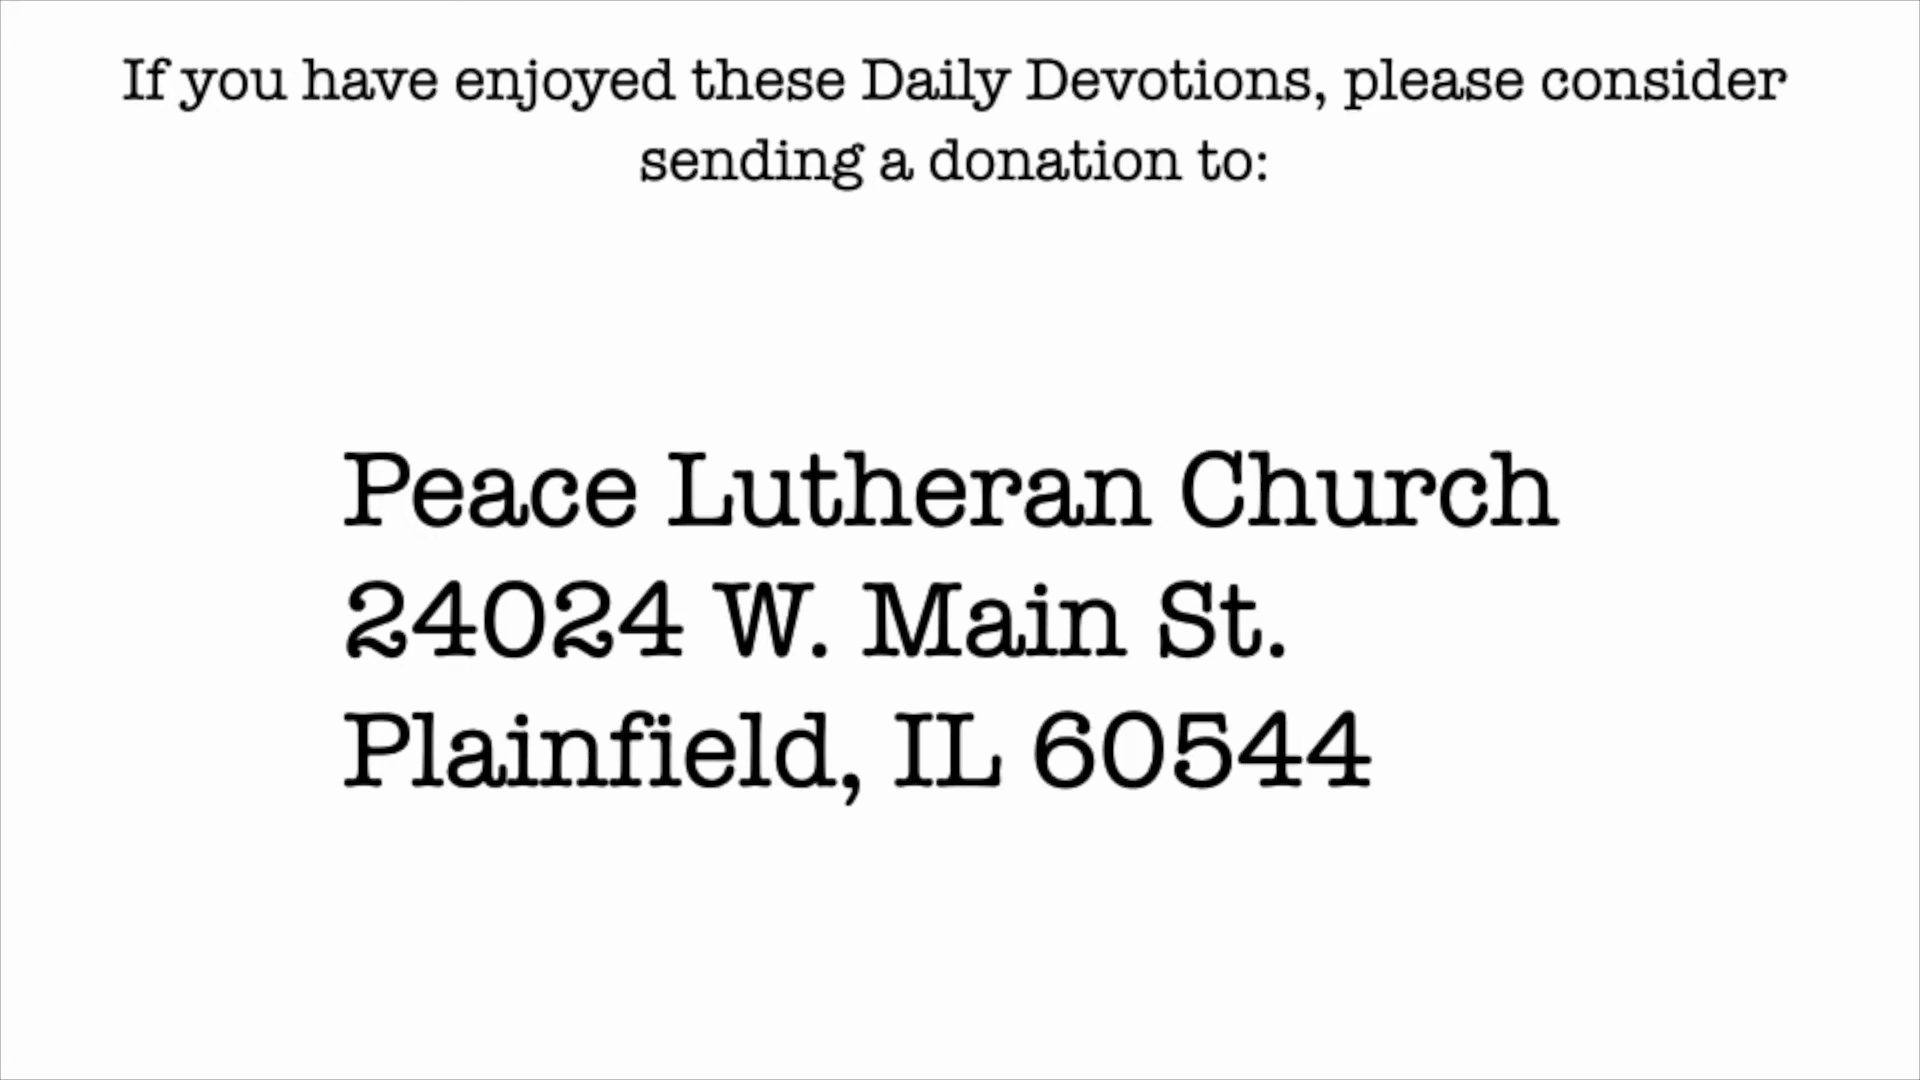 If you have enjoyed these Daily Devotions, please consider
sending a donation to:
Peace Lutheran Church
24024 W. Main St.
Plainfield, IL 60544